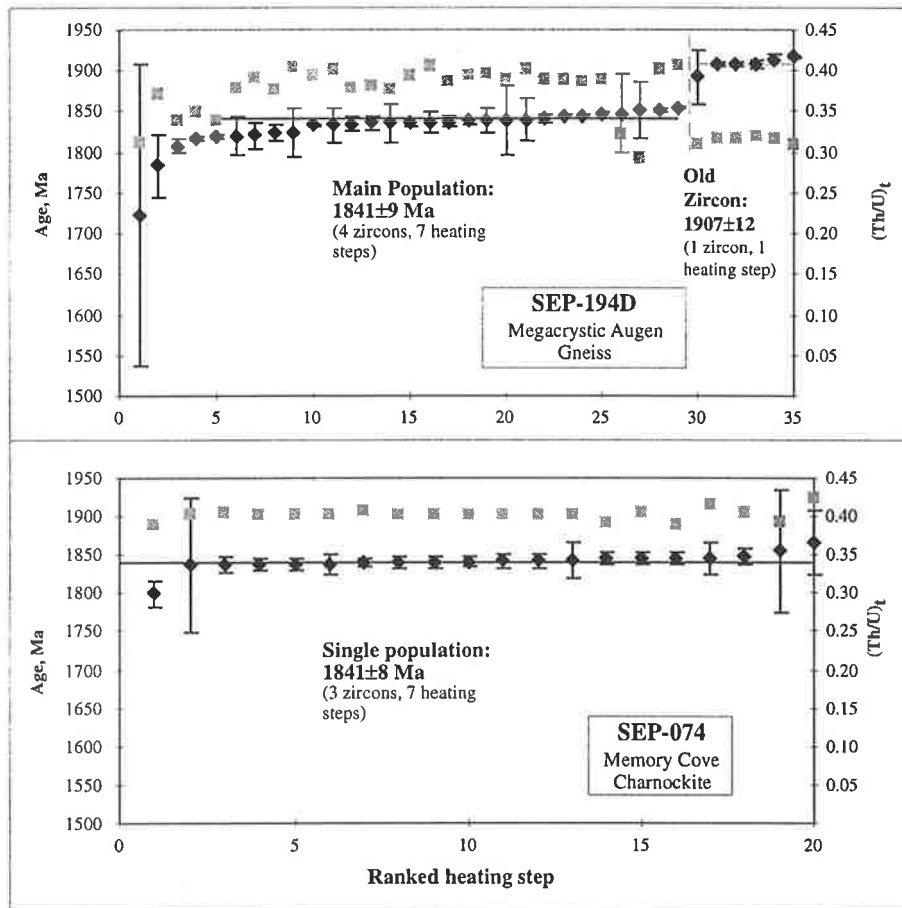 1950
1900
1850
1800
1750
1700
1650
1600
1550
1500
Age, Ma
0.45
0.40
0.35
0.30
0.25
0.20
0.15
0.10
0.05
(Th/U)t
Main Population:
1841±9 Ma
(4 zircons, 7 heating
steps)
Old
Zircon:
1907±12
(1 zircon, 1
heating step)
SEP-194D
Megacrystic Augen
Gneiss
0 5 10 15 20 25 30 35
1950
1900
1850
1800
1750
1700
1650
1600
1550
1500
Age, Ma
0.45
0.40
0.35
0.30
0.25
0.20
0.15
0.10
0.05
(Th/U)t
Single population:
1841±8 Ma
(3 zircons, 7 heating
steps)
SEP-074
Memory Cove
Charnockite
0 5 10 15 20
Ranked heating step